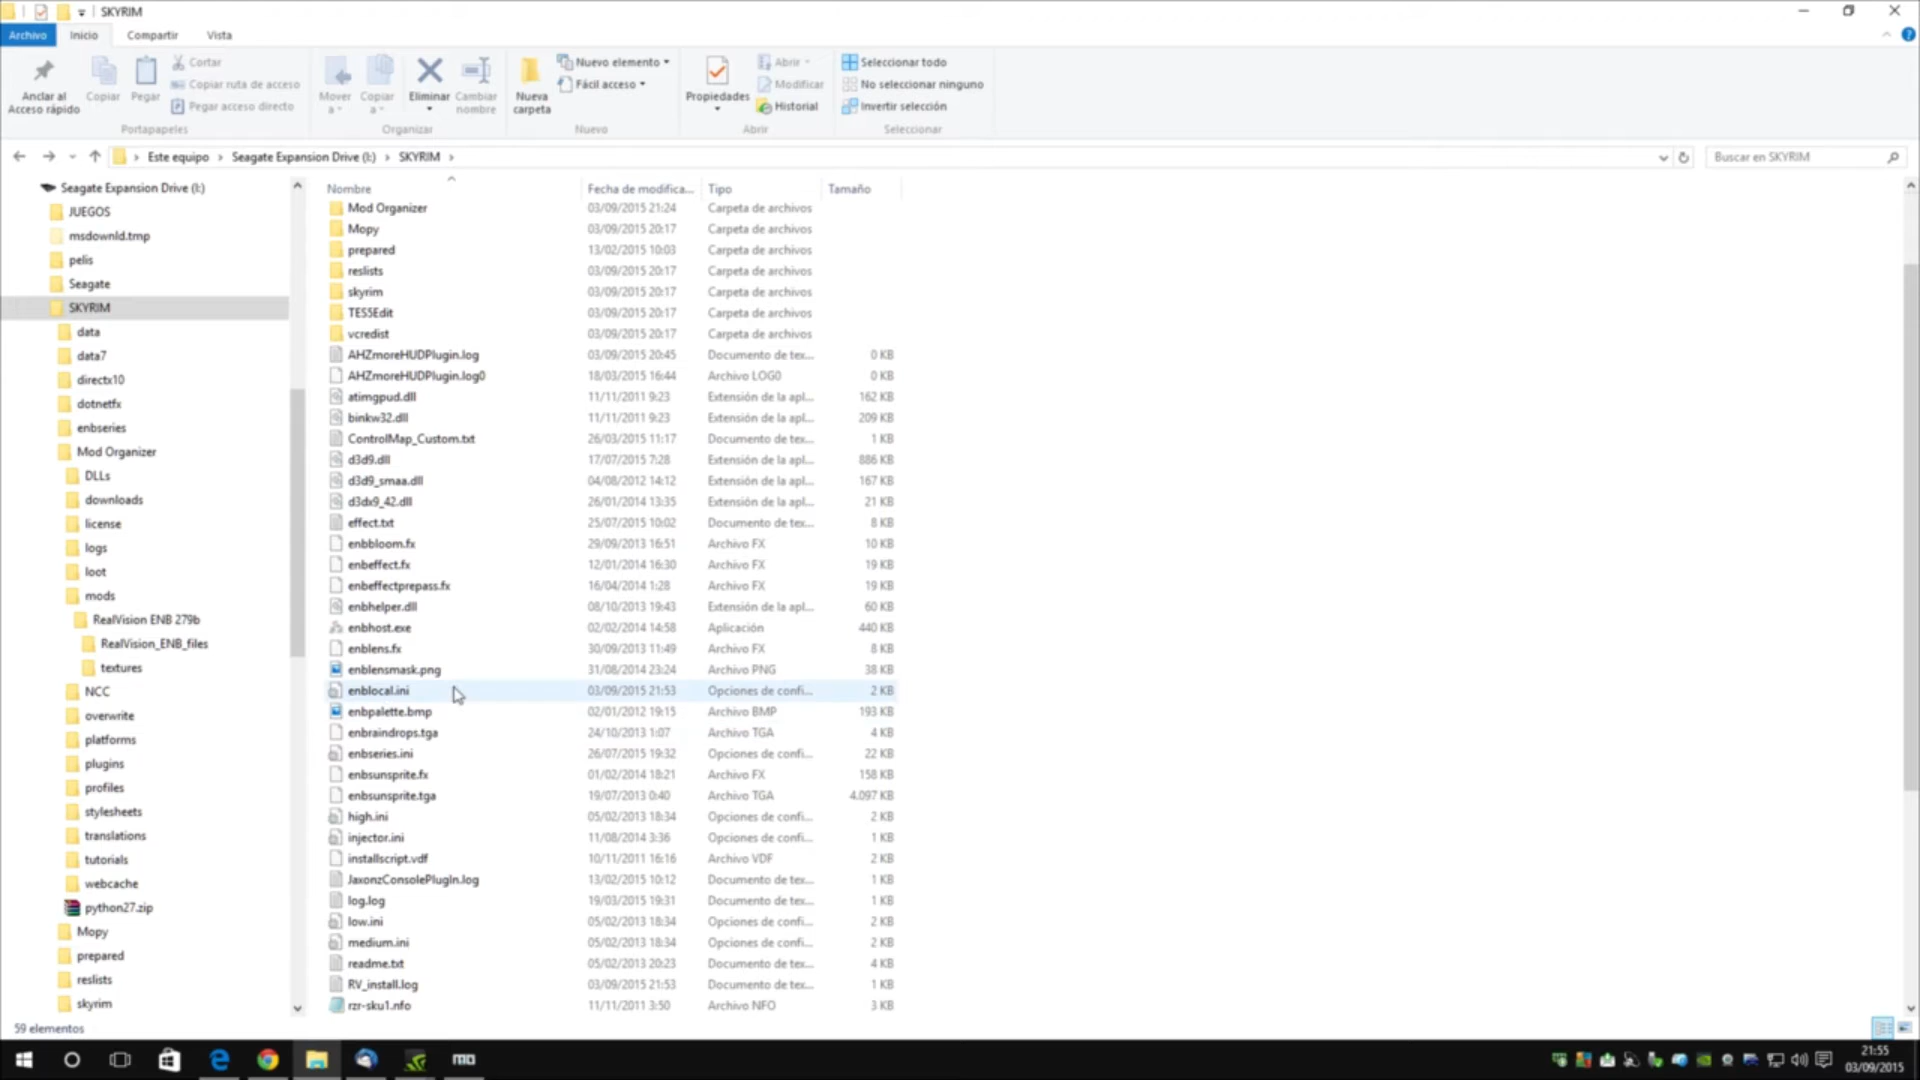 SKYRIM
Archivo Inicio Compartir Vista
Anclar al Acceso rápido
Copiar
Pegar
Cortar
Copiar ruta de acceso
Pegar acceso directo
Portapapeles
Mover a
Copiar a
Eliminar
Cambiar nombre
Organizar
Nueva carpeta
Nuevo elemento
Fácil acceso
Nuevo
Propiedades
Abrir
Modificar
Historial
Abrir
Seleccionar todo
No seleccionar ninguno
Invertir selección
Seleccionar
Este equipo > Seagate Expansion Drive (I:) > SKYRIM >
Buscar en SKYRIM
Seagate Expansion Drive (I:)
JUEGOS
msdownld.tmp
pelis
Seagate
SKYRIM
data
data7
directx10
dotnetfx
enbseries
Mod Organizer
DLLs
downloads
license
logs
loot
mods
RealVision ENB 279b
RealVision_ENB_files
textures
NCC
overwrite
platforms
plugins
profiles
stylesheets
translations
tutorials
webcache
python27.zip
Mopy
prepared
reslists
skyrim
Nombre Fecha de modifica... Tipo Tamaño
Mod Organizer 03/09/2015 21:24 Carpeta de archivos
Mopy 03/09/2015 20:17 Carpeta de archivos
prepared 13/02/2015 10:03 Carpeta de archivos
reslists 03/09/2015 20:17 Carpeta de archivos
skyrim 03/09/2015 20:17 Carpeta de archivos
TES5Edit 03/09/2015 20:17 Carpeta de archivos
vcredist 03/09/2015 20:17 Carpeta de archivos
AHZmoreHUDPlugin.log 03/09/2015 20:45 Documento de tex... 0 KB
AHZmoreHUDPlugin.log0 18/03/2015 16:44 Archivo LOG0 0 KB
atimgpud.dll 11/11/2011 9:23 Extensión de la apl... 162 KB
binkw32.dll 11/11/2011 9:23 Extensión de la apl... 209 KB
ControlMap_Custom.txt 26/03/2015 11:17 Documento de tex... 1 KB
d3d9.dll 17/07/2015 7:28 Extensión de la apl... 886 KB
d3d9_smaa.dll 04/08/2012 14:12 Extensión de la apl... 167 KB
d3dx9_42.dll 26/01/2014 13:35 Extensión de la apl... 21 KB
effect.txt 25/07/2015 10:02 Documento de tex... 8 KB
enbbloom.fx 29/09/2013 16:51 Archivo FX 10 KB
enbeffect.fx 12/01/2014 16:30 Archivo FX 19 KB
enbeffectprepass.fx 16/04/2014 1:28 Archivo FX 19 KB
enbhelper.dll 08/10/2013 19:43 Extensión de la apl... 60 KB
enbhost.exe 02/02/2014 14:58 Aplicación 440 KB
enblens.fx 30/09/2013 11:49 Archivo FX 8 KB
enblensmask.png 31/08/2014 23:24 Archivo PNG 38 KB
enblocal.ini 03/09/2015 21:53 Opciones de confi... 2 KB
enbpalette.bmp 02/01/2012 19:15 Archivo BMP 193 KB
enbraindrops.tga 24/10/2013 1:07 Archivo TGA 4 KB
enbseries.ini 26/07/2015 19:32 Opciones de confi... 22 KB
enbsunsprite.fx 01/02/2014 18:21 Archivo FX 158 KB
enbsunsprite.tga 19/07/2013 0:40 Archivo TGA 4.097 KB
high.ini 05/02/2013 18:34 Opciones de confi... 2 KB
injector.ini 11/08/2014 3:36 Opciones de confi... 1 KB
installscript.vdf 10/11/2011 16:16 Archivo VDF 2 KB
JaxonzConsolePlugin.log 13/02/2015 10:12 Documento de tex... 1 KB
log.log 19/03/2015 19:31 Documento de tex... 1 KB
low.ini 05/02/2013 18:34 Opciones de confi... 2 KB
medium.ini 05/02/2013 18:34 Opciones de confi... 2 KB
readme.txt 05/02/2013 20:23 Documento de tex... 4 KB
RV_install.log 03/09/2015 21:53 Documento de tex... 1 KB
rzr-sku1.nfo 11/11/2011 3:50 Archivo NFO 3 KB
59 elementos
mo
21:55
03/09/2015